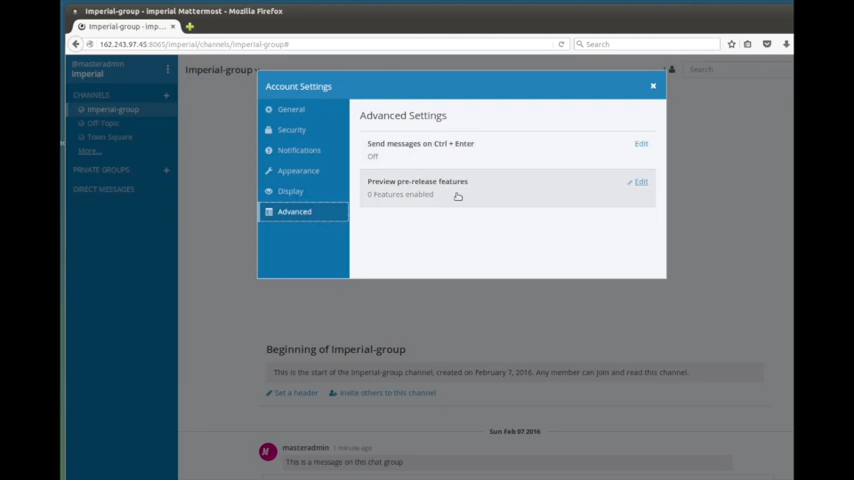 Imperial-group - imperial Mattermost - Mozilla Firefox
Imperial-group - imp...
162.243.97.45:8065/imperial/channels/imperial-group#
Search
@masteradmin
imperial
Imperial-group
Search
CHANNELS
Imperial-group
Off-Topic
Town Square
More...
PRIVATE GROUPS
DIRECT MESSAGES
Account Settings
General
Security
Notifications
Appearance
Display
Advanced
Advanced Settings
Send messages on Ctrl + Enter
Edit
Off
Preview pre-release features
Edit
0 Features enabled
Beginning of Imperial-group
This is the start of the Imperial-group channel, created on February 7, 2016. Any member can join and read this channel.
Set a header
Invite others to this channel
Sun Feb 07 2016
masteradmin 1 minute ago
This is a message on this chat group